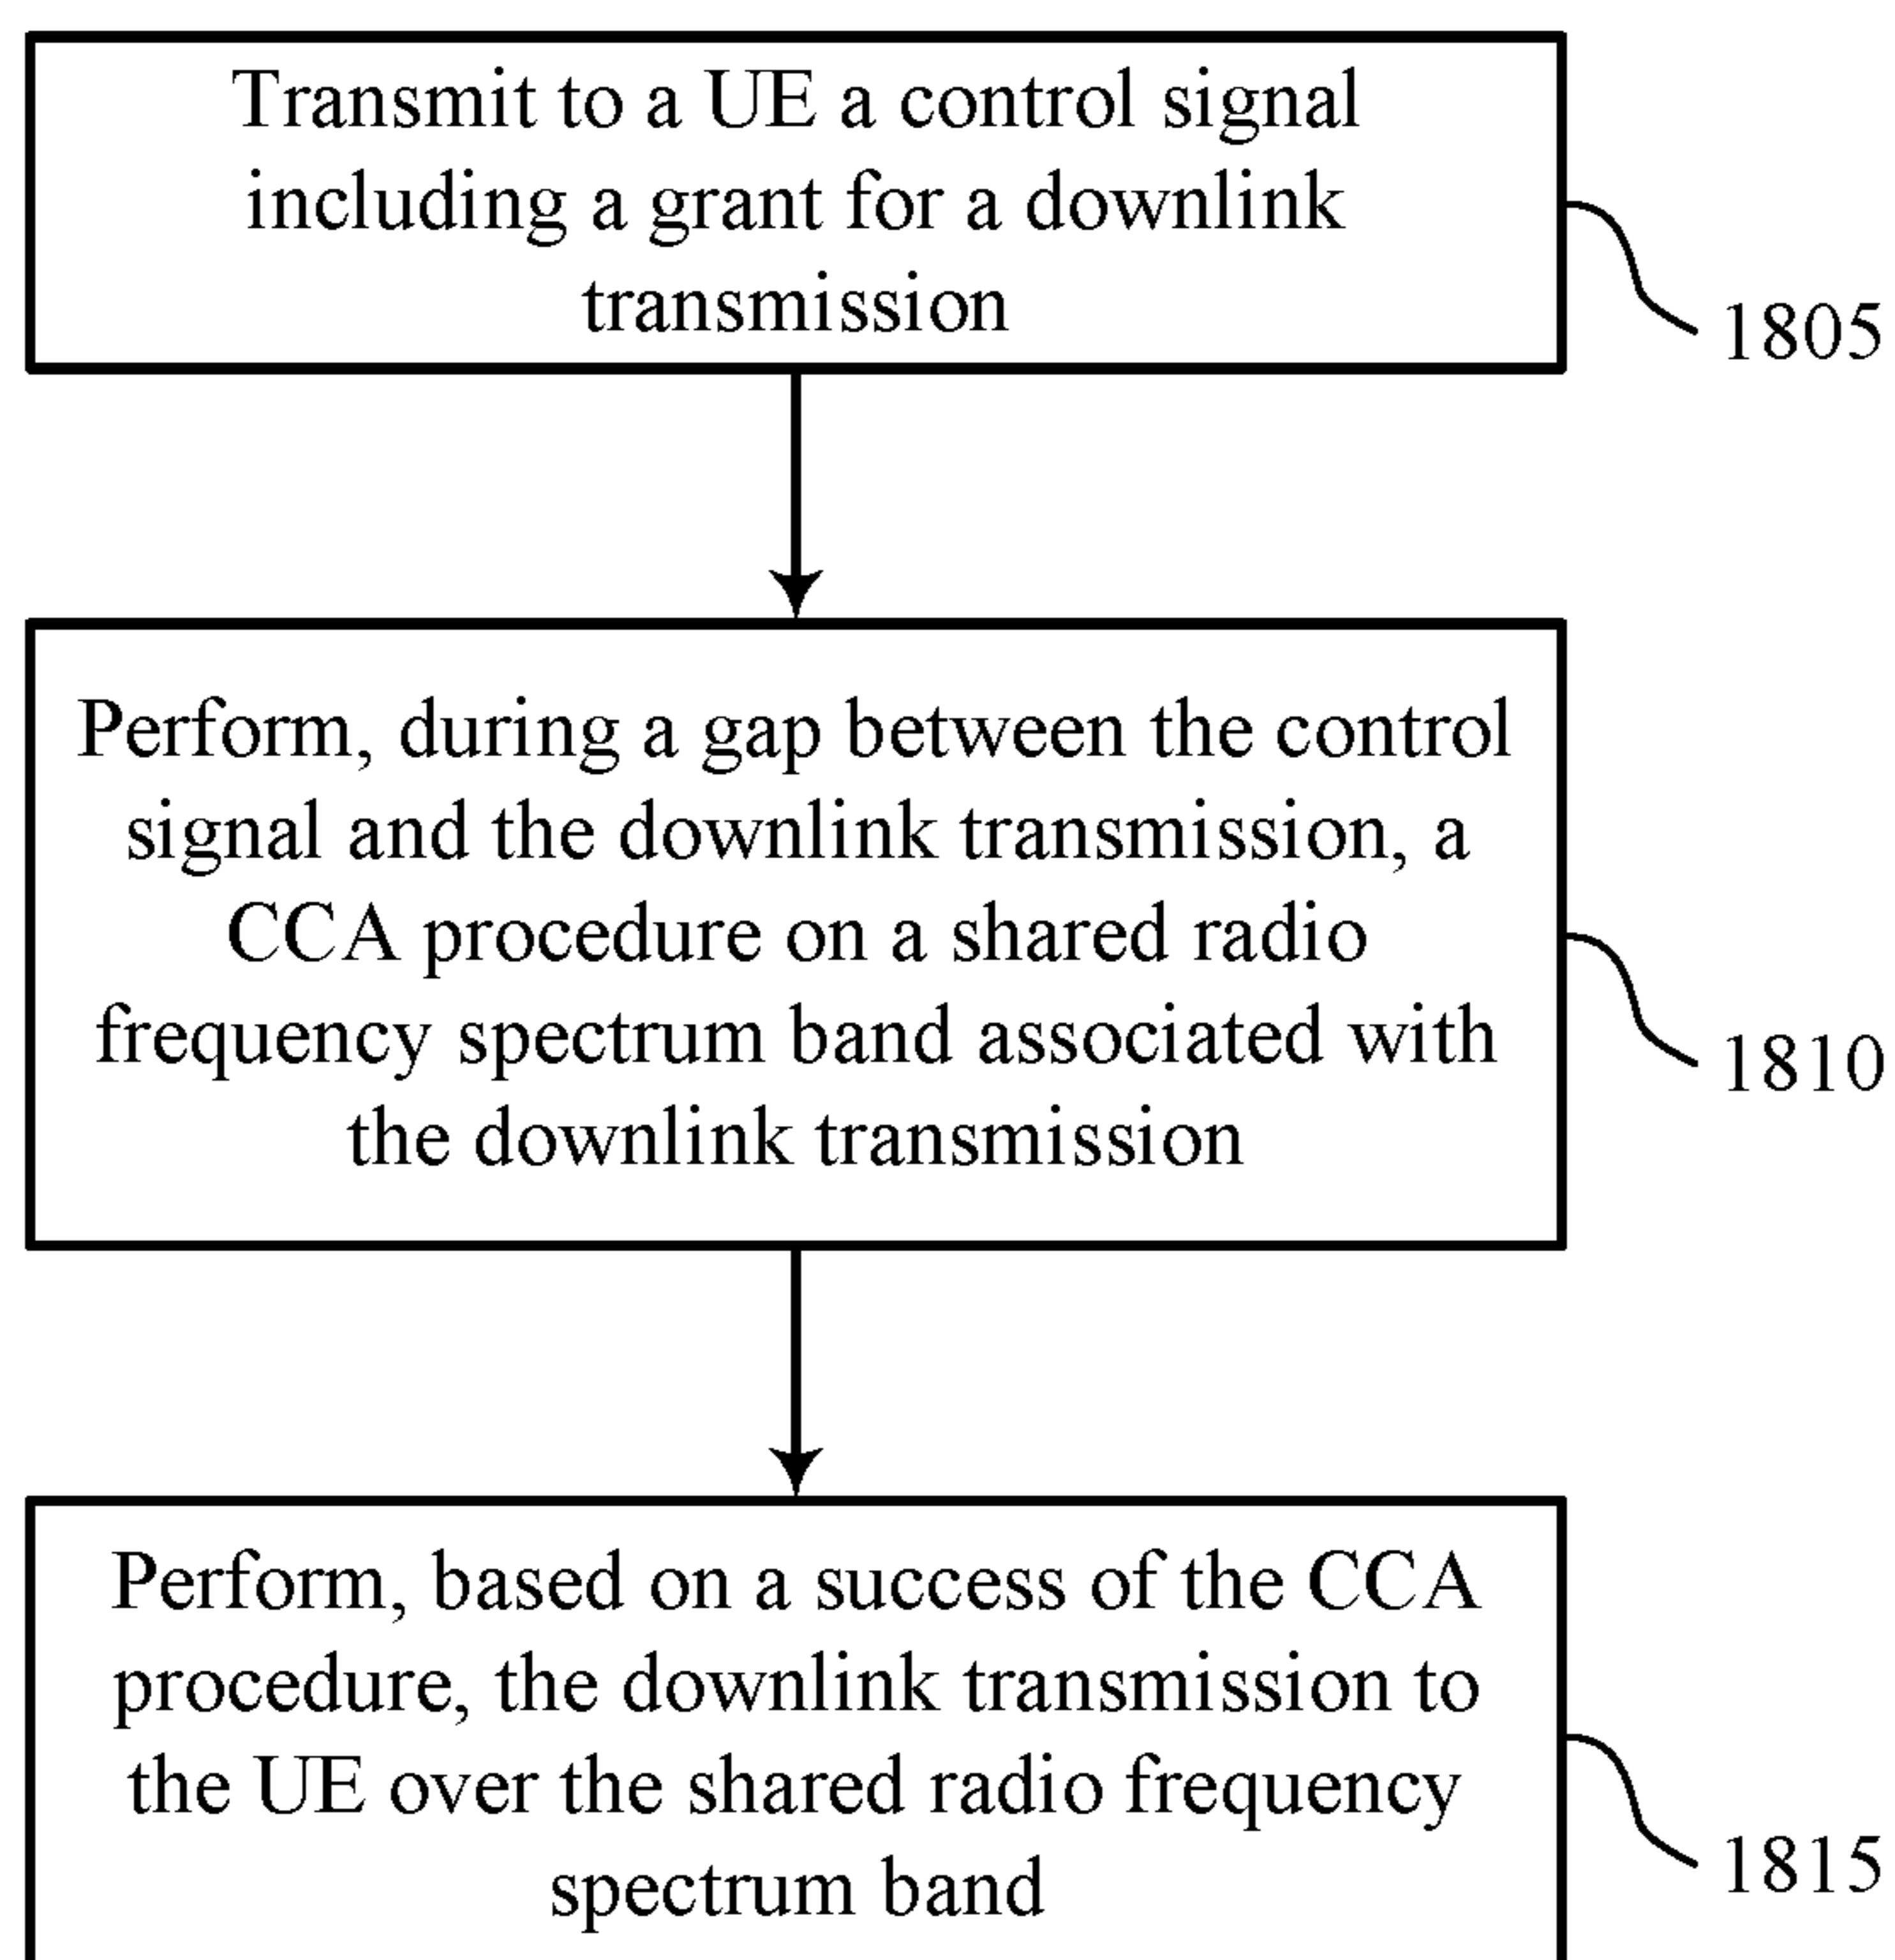 Transmit to a UE a control signal
including a grant for a downlink
transmission
1805
Perform, during a gap between the control
signal and the downlink transmission, a
CCA procedure on a shared radio
frequency spectrum band associated with
the downlink transmission
1810
Perform, based on a success of the CCA
procedure, the downlink transmission to
the UE over the shared radio frequency
spectrum band
1815